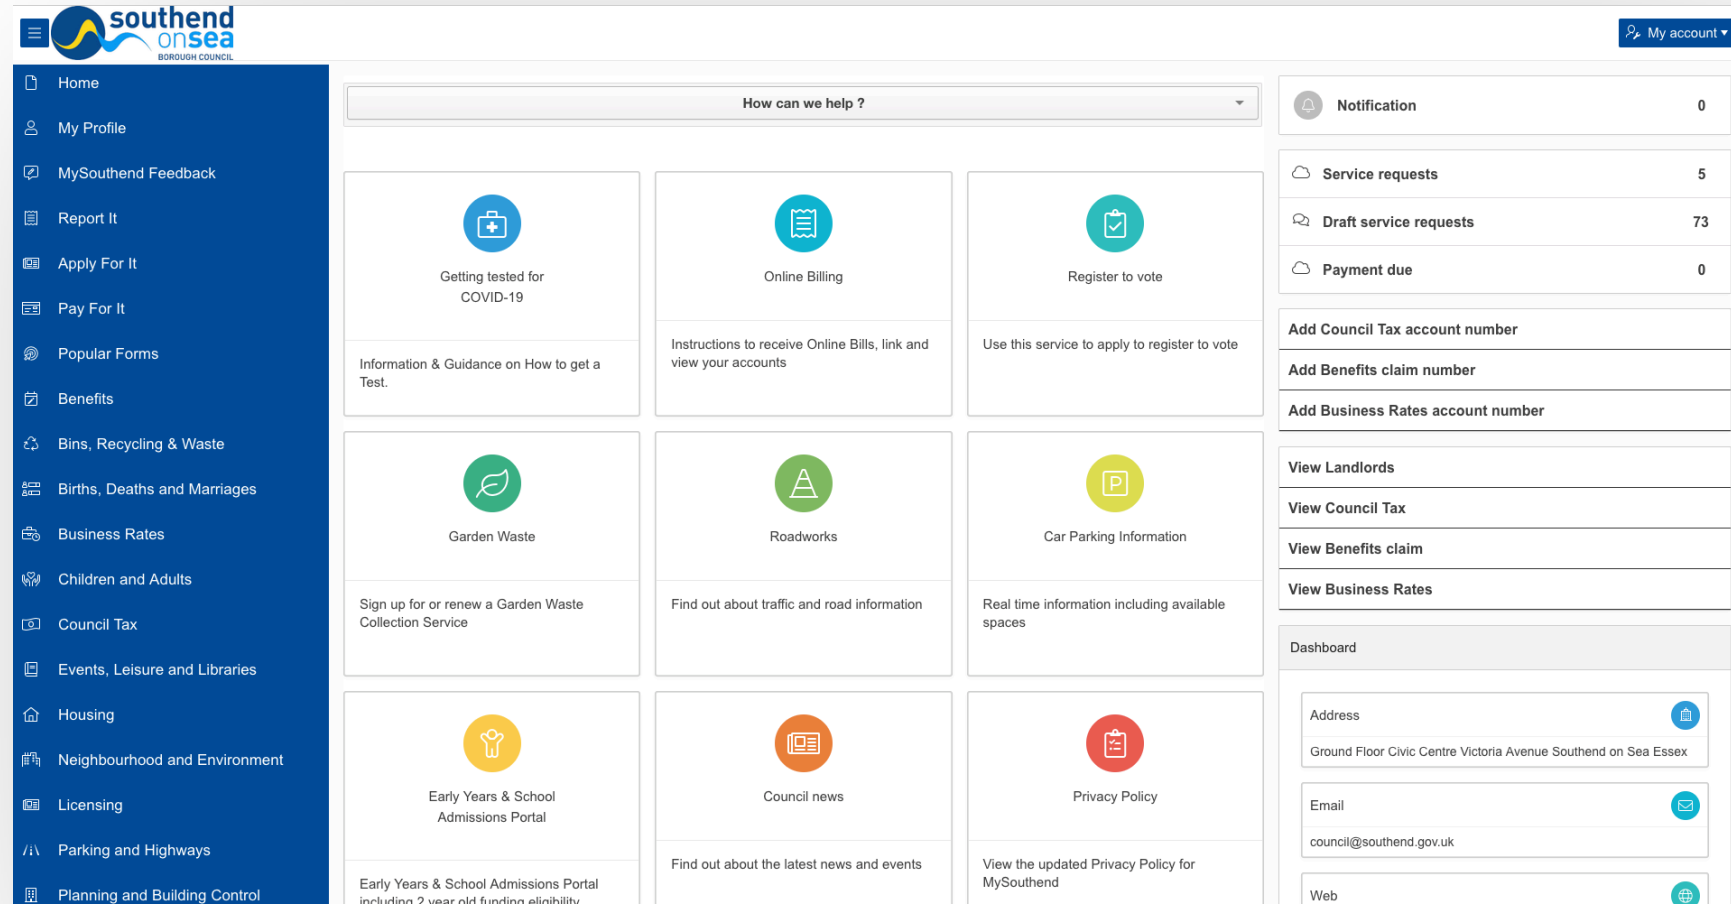 southend
onsea
BOROUGH COUNCIL
My account
Home
My Profile
MySouthend Feedback
Report It
Apply For It
Pay For It
Popular Forms
Benefits
Bins, Recycling & Waste
Births, Deaths and Marriages
Business Rates
Children and Adults
Council Tax
Events, Leisure and Libraries
Housing
Neighbourhood and Environment
Licensing
Parking and Highways
Planning and Building Control
How can we help ?
Getting tested for
COVID-19
Information & Guidance on How to get a
Test.
Online Billing
Instructions to receive Online Bills, link and
view your accounts
Register to vote
Use this service to apply to register to vote
Garden Waste
Sign up for or renew a Garden Waste
Collection Service
Roadworks
Find out about traffic and road information
P
Car Parking Information
Real time information including available
spaces
Early Years & School
Admissions Portal
Early Years & School Admissions Portal
including 2 year old funding eligibility
Council news
Find out about the latest news and events
Privacy Policy
View the updated Privacy Policy for
MySouthend
Notification 0
Service requests 5
Draft service requests 73
Payment due 0
Add Council Tax account number
Add Benefits claim number
Add Business Rates account number
View Landlords
View Council Tax
View Benefits claim
View Business Rates
Dashboard
Address
Ground Floor Civic Centre Victoria Avenue Southend on Sea Essex
Email
council@southend.gov.uk
Web